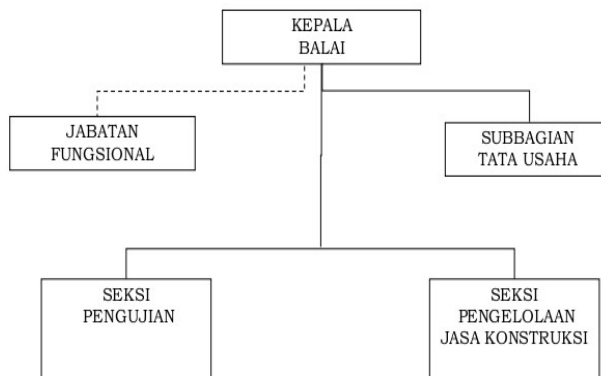 KEPALA
BALAI
JABATAN
FUNGSIONAL
SUBBAGIAN
TATA USAHA
SEKSI
PENGUJIAN
SEKSI
PENGELOLAAN
JASA KONSTRUKSI